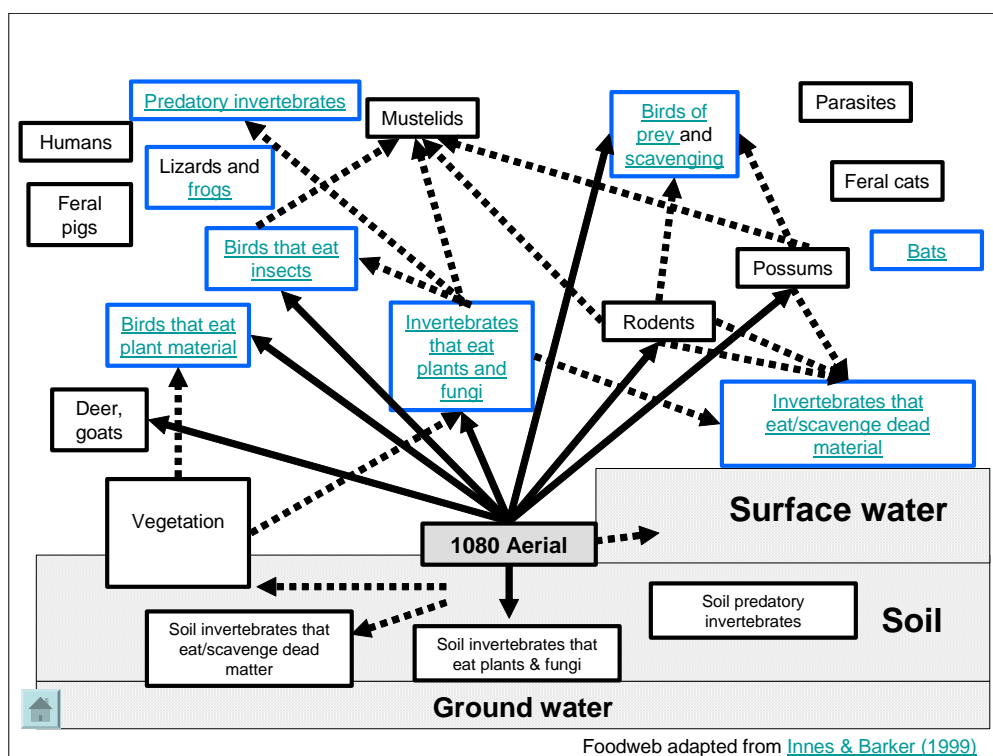 Predatory invertebrates
Mustelids
Birds of
prey and
scavenging
Parasites
Humans
Lizards and
frogs
Feral cats
Feral
pigs
Birds that eat
insects
Bats
Possums
Birds that eat
plant material
Invertebrates
that eat
plants and
fungi
Rodents
Deer,
goats
Invertebrates that
eat/scavenge dead
material
Vegetation
Surface water
1080 Aerial
Soil predatory
invertebrates
Soil
Soil invertebrates that
eat/scavenge dead
matter
Soil invertebrates that
eat plants & fungi
Ground water
Foodweb adapted from Innes & Barker (1999)